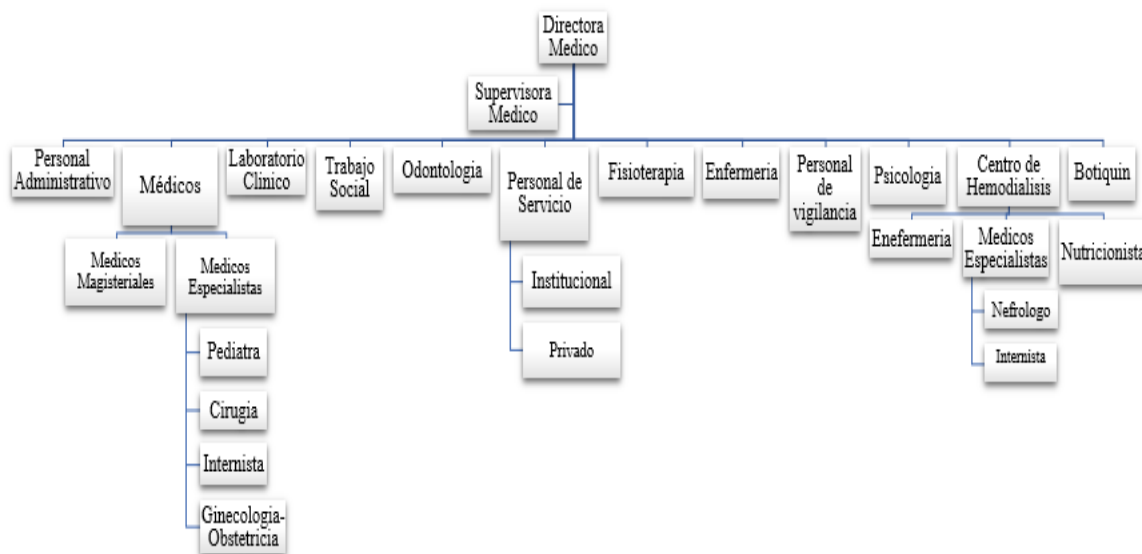 Directora
Medico
Supervisora
Medico
Personal
Administrativo
Médicos
Laboratorio
Clinico
Trabajo
Social
Odontologia
Personal de
Servicio
Fisioterapia
Enfermeria
Personal
de
vigilancia
Psicologia
Centro de
Hemodialisis
Botiquin
Medicos
Magisteriales
Medicos
Especialistas
Pediatra
Cirugia
Internista
Ginecologia-
Obstetricia
Institucional
Privado
Enefermeria
Medicos
Especialistas
Nutricionista
Nefrologo
Internista